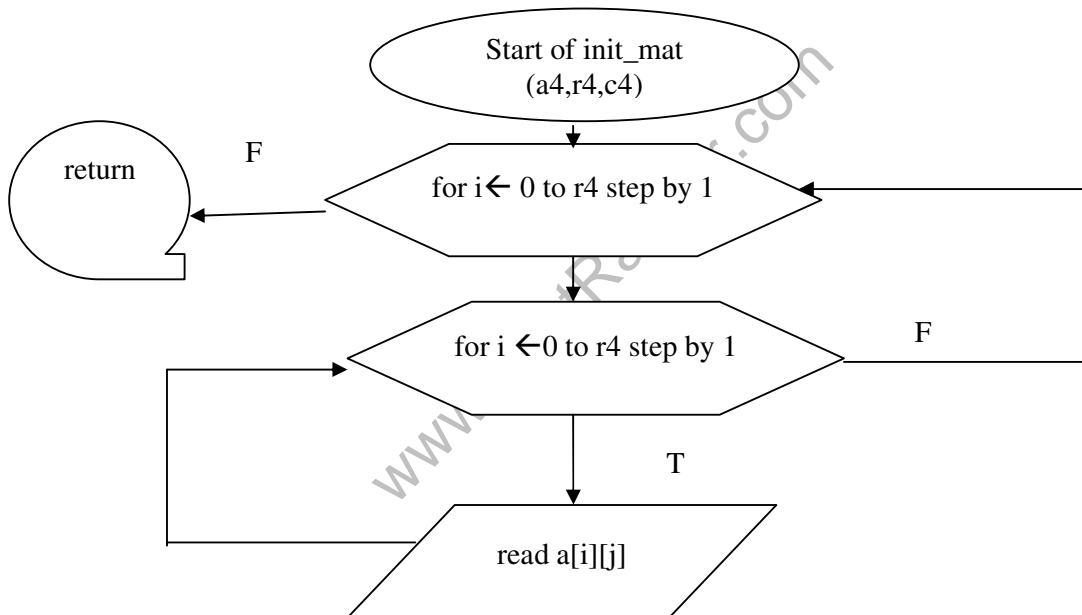 Start of init_mat
(a4,r4,c4)
F
return
for i← 0 to r4 step by 1
for i ←0 to r4 step by 1
F
T
read a[i][j]